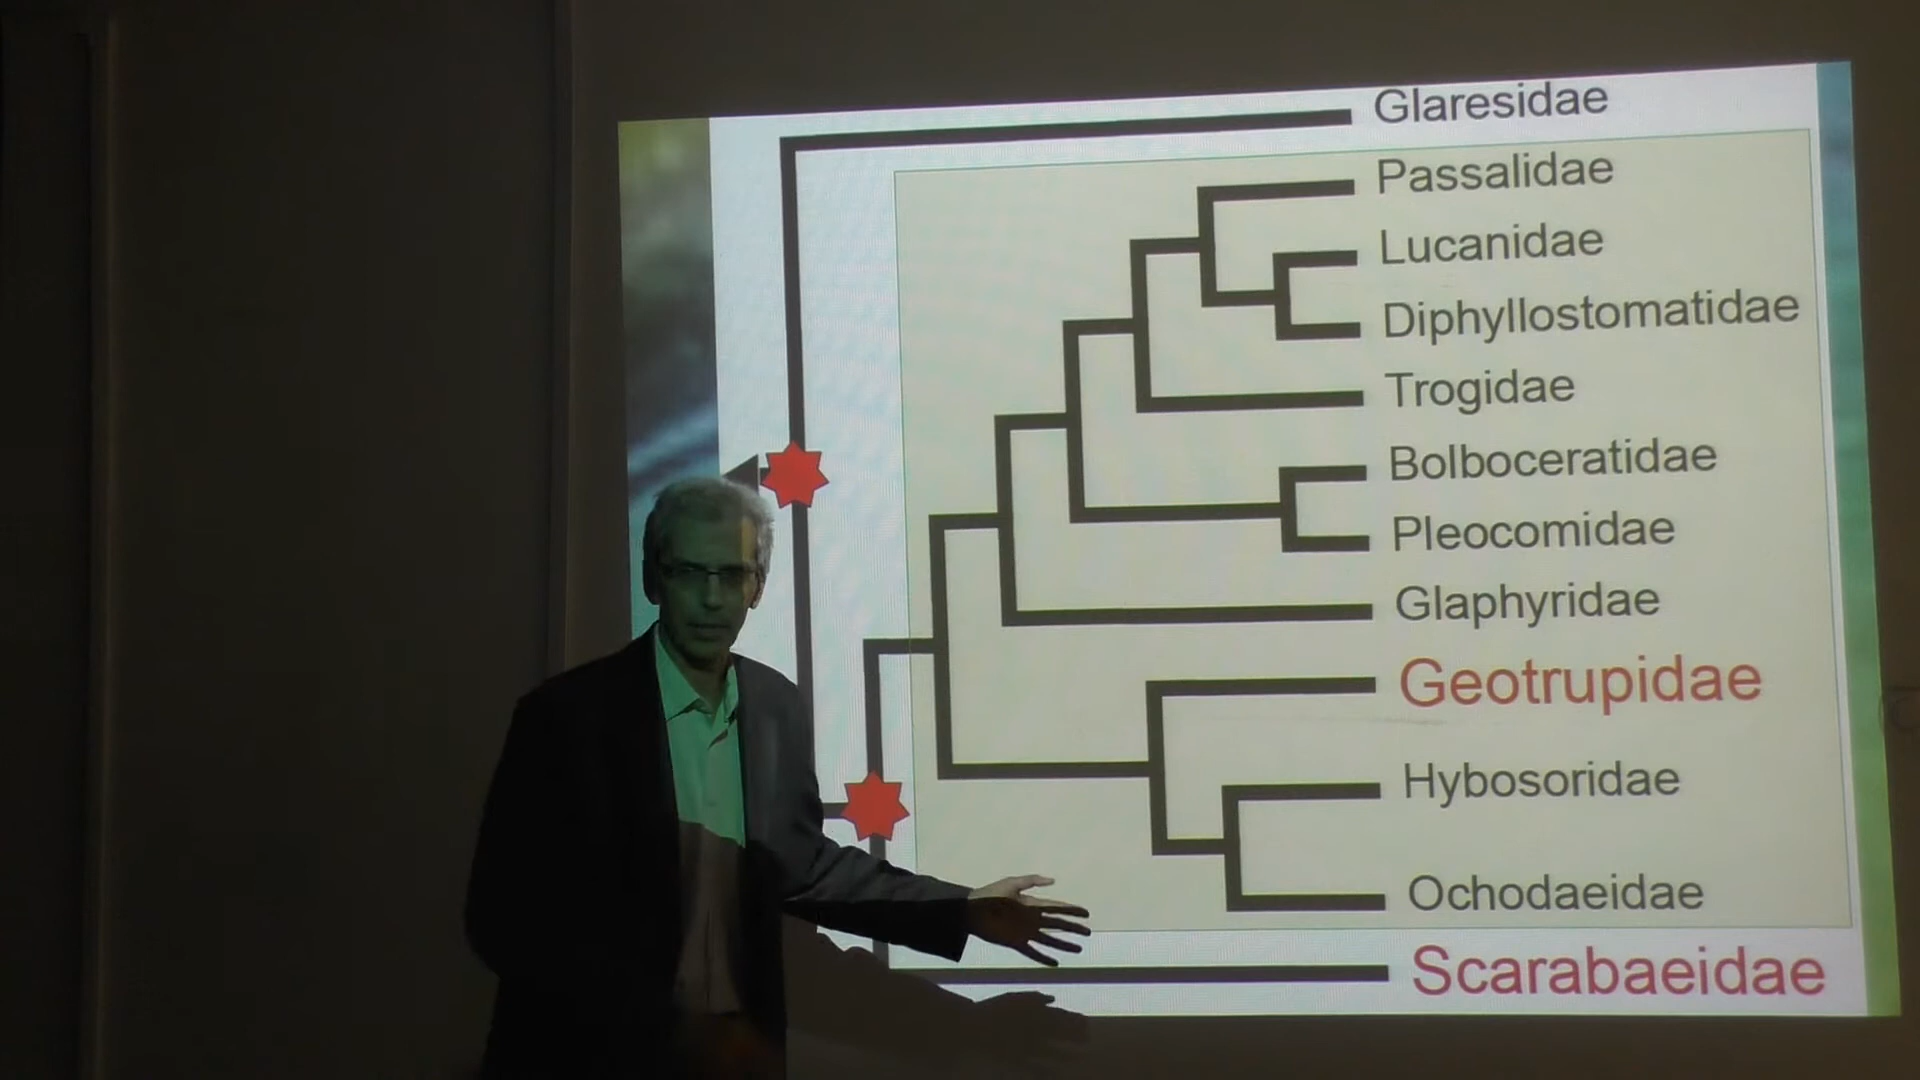 Glaresidae
Passalidae
Lucanidae
Diphyllostomatidae
Trogidae
Bolboceratidae
Pleocomidae
Glaphyridae
Geotrupidae
Hybosoridae
Ochodaeidae
Scarabaeidae